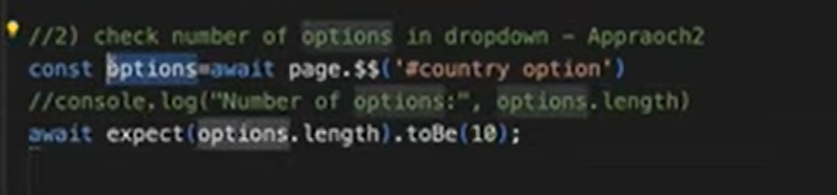 //2) check number of options in dropdown - Appraoch2
const options=await page.$$('#country option')
//console.log("Number of options:", options.length)
await expect(options.length).toBe(10);